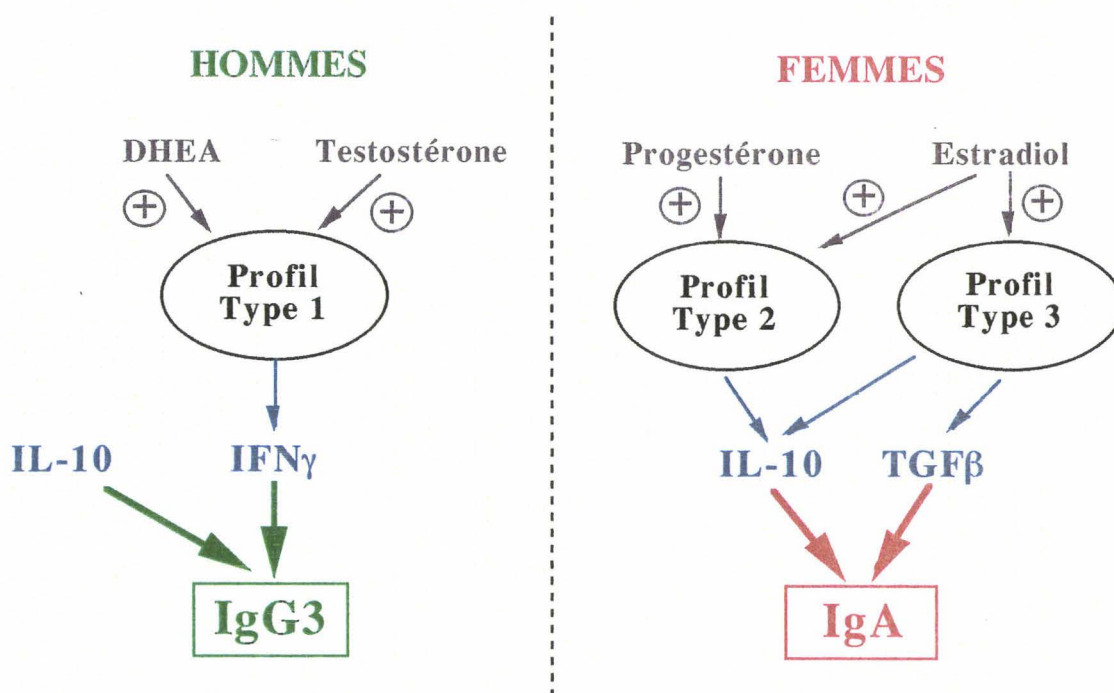 HOMMES
DHEA Testostérone
+ +
Profil
Type 1
IL-10 IFNγ
IgG3
FEMMES
Progestérone Estradiol
+ + +
Profil
Type 2
Profil
Type 3
IL-10 TGFβ
IgA